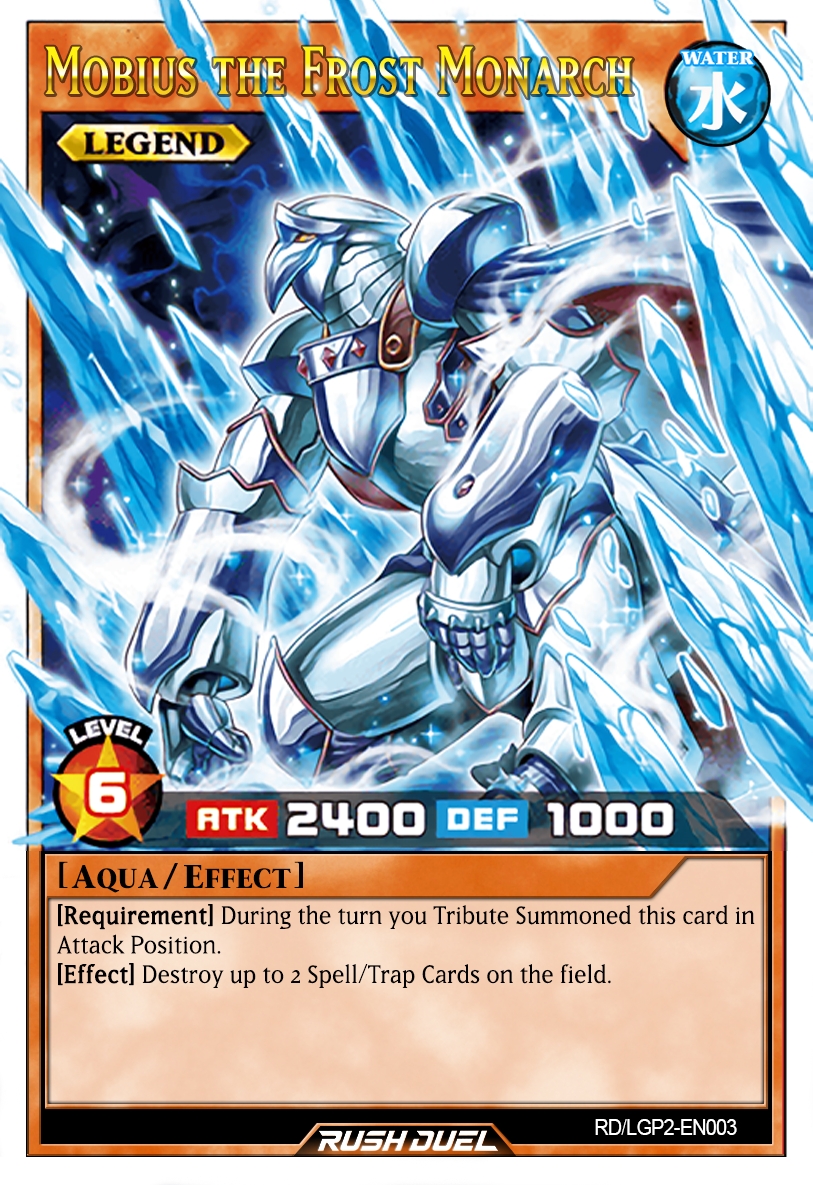 MOBIUS THE FROST MONARCH
WATER
水
LEGEND
LEVEL
6
ATK 2400 DEF 1000
[AQUA/EFFECT]
[Requirement] During the turn you Tribute Summoned this card in
Attack Position.
[Effect] Destroy up to 2 Spell/Trap Cards on the field.
RD/LGP2-EN003
RUSH DUEL